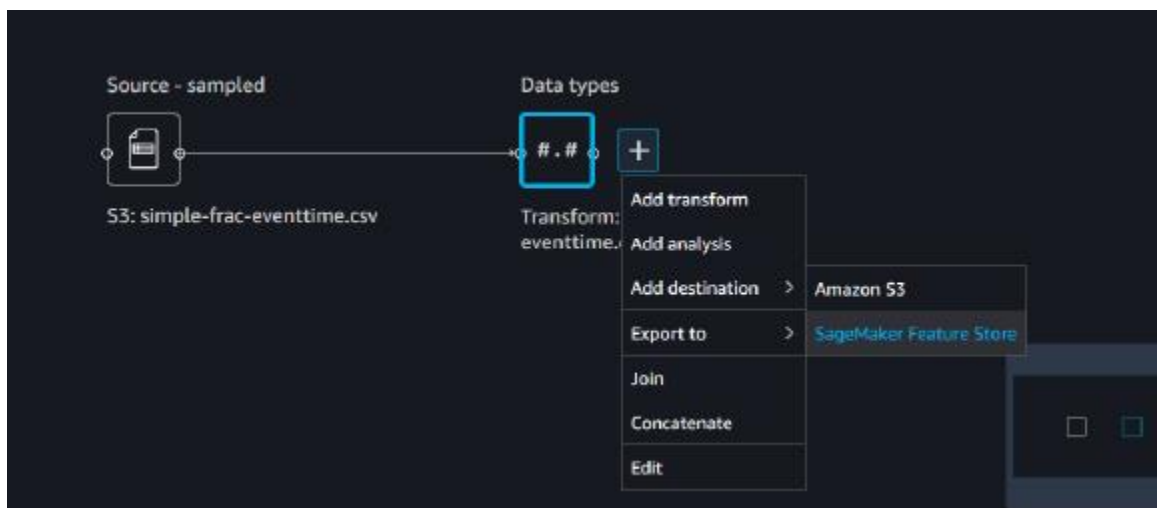 Source - sampled
Data types
#.#
+
S3: simple-frac-eventtime.csv
Transform:
eventtime.
Add transform
Add analysis
Add destination >
Amazon S3
Export to >
SageMaker Feature Store
Join
Concatenate
Edit